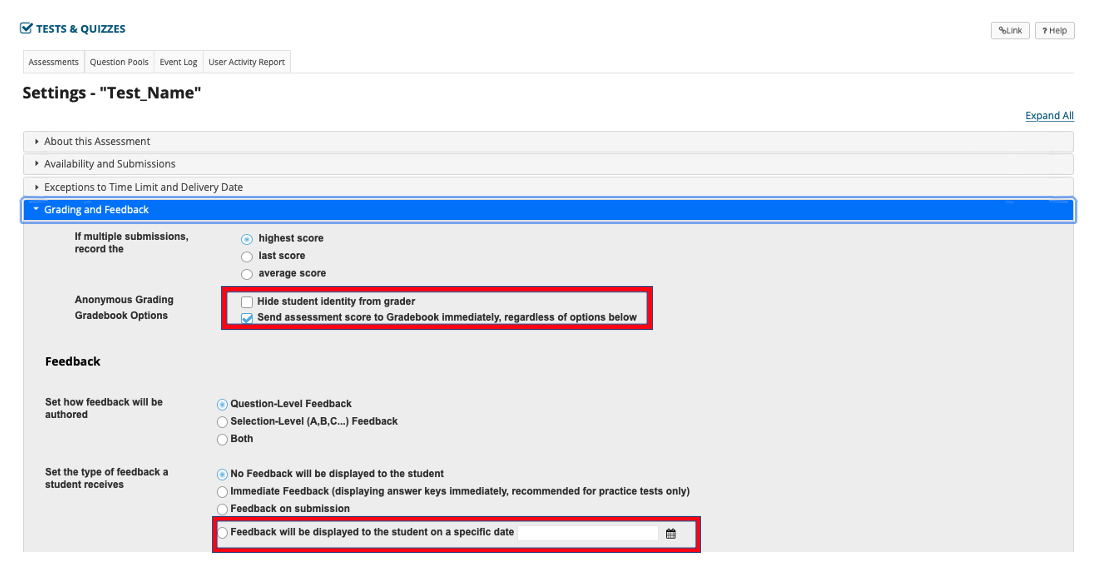 TESTS & QUIZZES
Link
? Help
Assessments
Question Pools
Event Log
User Activity Report
Settings - "Test_Name"
Expand All
About this Assessment
Availability and Submissions
Exceptions to Time Limit and Delivery Date
Grading and Feedback
If multiple submissions,
record the
highest score
last score
average score
Anonymous Grading
Hide student identity from grader
Gradebook Options
Send assessment score to Gradebook immediately, regardless of options below
Feedback
Set how feedback will be
authored
Question-Level Feedback
Selection-Level (A,B,C...) Feedback
Both
Set the type of feedback a
student receives
No Feedback will be displayed to the student
Immediate Feedback (displaying answer keys immediately, recommended for practice tests only)
Feedback on submission
Feedback will be displayed to the student on a specific date